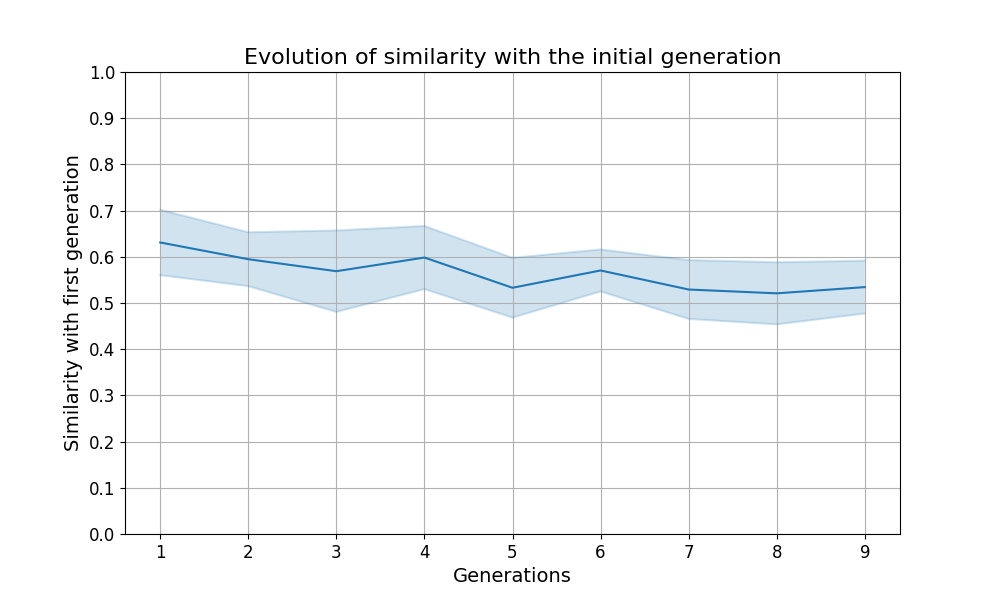 Evolution of similarity with the initial generation
Similarity with first generation
1.0
0.9
0.8
0.7
0.6
0.5
0.4
0.3
0.2
0.1
0.0
1 2 3 4 5 6 7 8 9
Generations